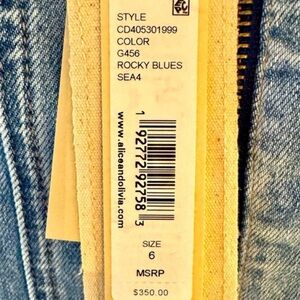 STYLE
CD405301999
COLOR
G456
ROCKY BLUES
SEA4
www.aliceandolivia.com
1 92772 92758 3
SIZE
6
MSRP
$350.00